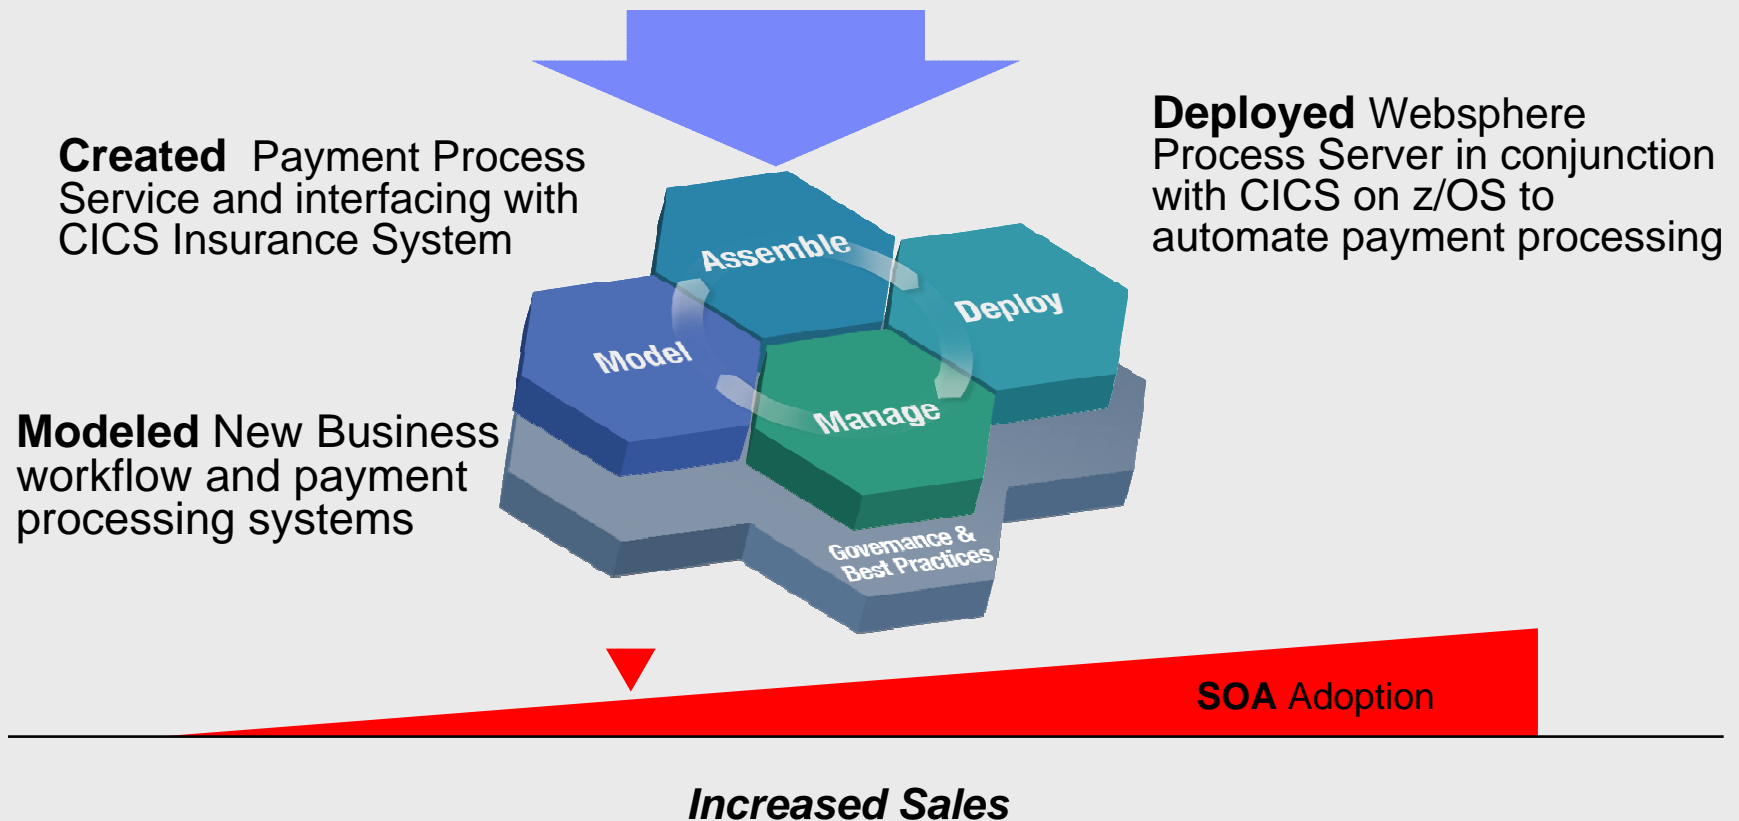 Created Payment Process
Service and interfacing with
CICS Insurance System
Deployed Websphere
Process Server in conjunction
with CICS on z/OS to
automate payment processing
Assemble
Deploy
Model
Manage
Modeled New Business
workflow and payment
processing systems
Governance &
Best Practices
SOA Adoption
Increased Sales